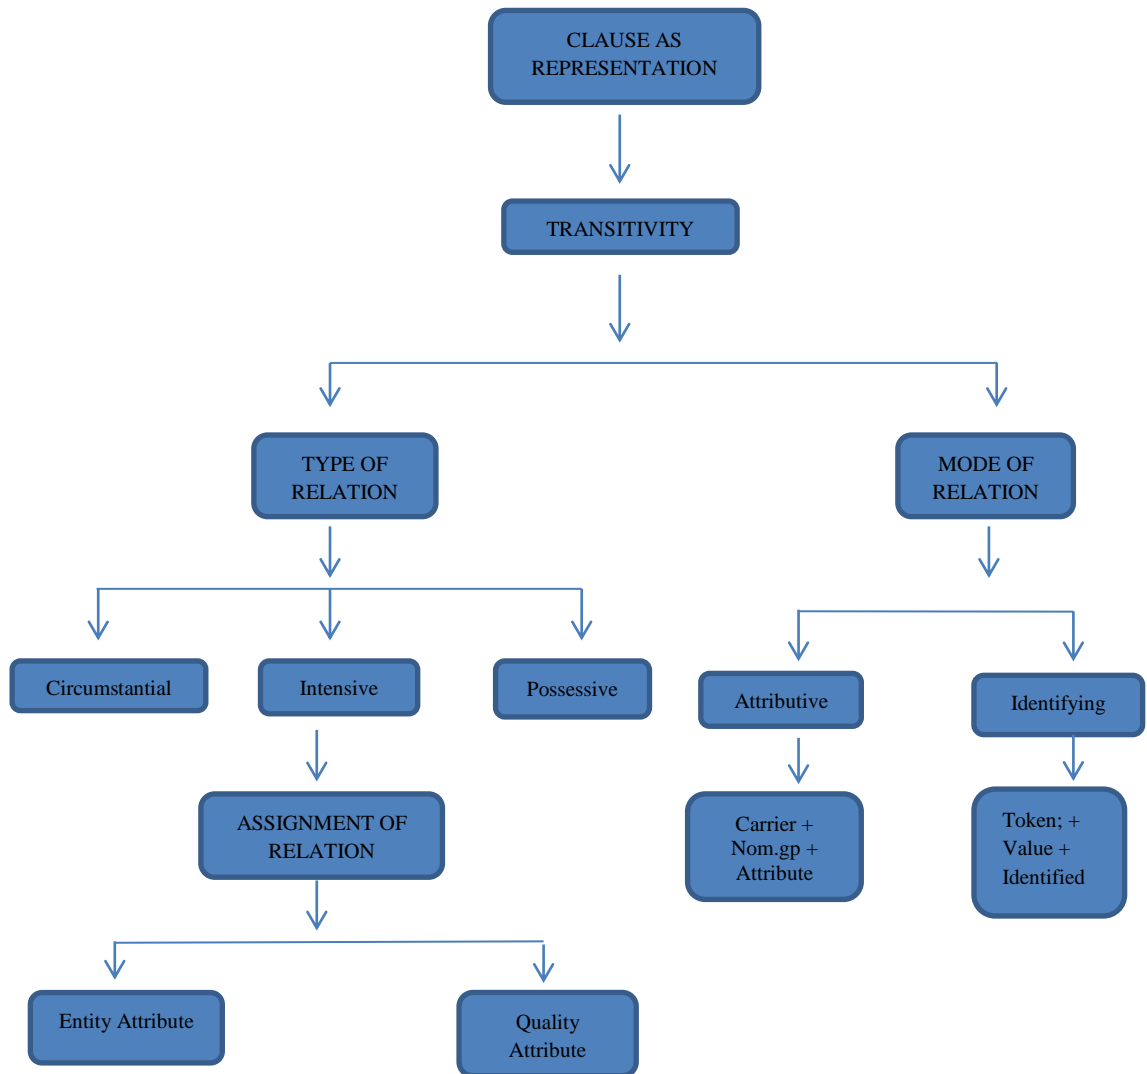 CLAUSE AS
REPRESENTATION
TRANSITIVITY
TYPE OF
RELATION
MODE OF
RELATION
Circumstantial
Intensive
Possessive
Attributive
Identifying
ASSIGNMENT OF
RELATION
Carrier +
Nom.gp +
Attribute
Token; +
Value +
Identified
Entity Attribute
Quality
Attribute